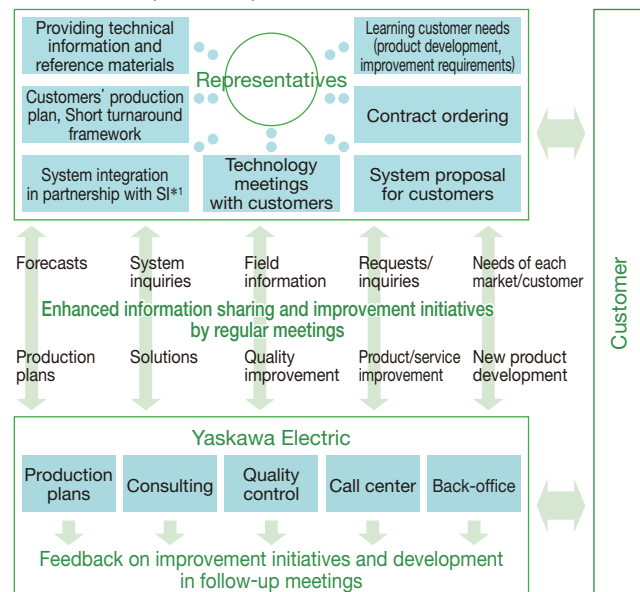 Providing technical
information and
reference materials
Learning customer needs
(product development,
improvement requirements)
Representatives
Customers' production
plan, Short turnaround
framework
Contract ordering
System integration
in partnership with SI*1
Technology
meetings
with customers
System proposal
for customers
Customer
Forecasts
System
inquiries
Field
information
Requests/
inquiries
Needs of each
market/customer
Enhanced information sharing and improvement initiatives
by regular meetings
Production
plans
Solutions
Quality
improvement
Product/service
improvement
New product
development
Yaskawa Electric
Production
plans
Consulting
Quality
control
Call center
Back-office
Feedback on improvement initiatives and development
in follow-up meetings